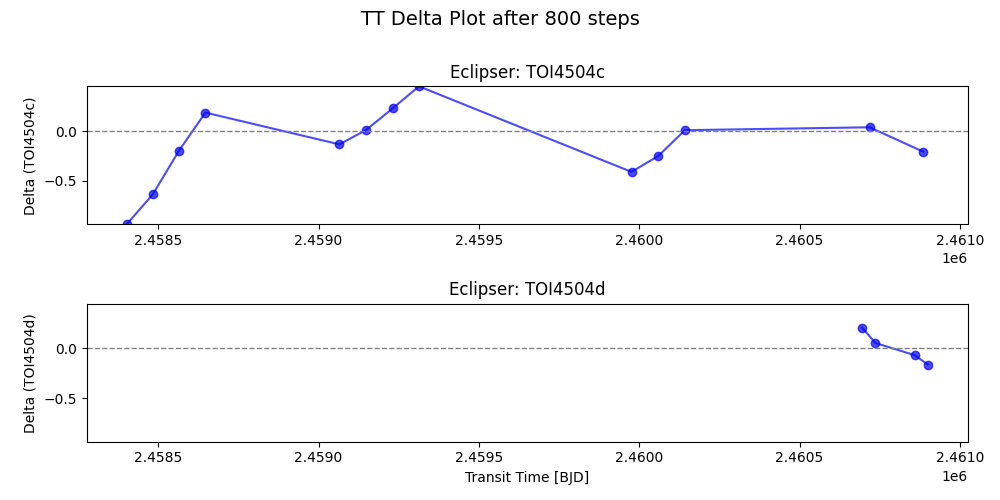 TT Delta Plot after 800 steps
Eclipser: TOI4504c
Delta (TOI4504c)
0.0
−0.5
2.4585 2.4590 2.4595 2.4600 2.4605 2.4610
1e6
Eclipser: TOI4504d
Delta (TOI4504d)
0.0
−0.5
2.4585 2.4590 2.4595 2.4600 2.4605 2.4610
Transit Time [BJD]
1e6